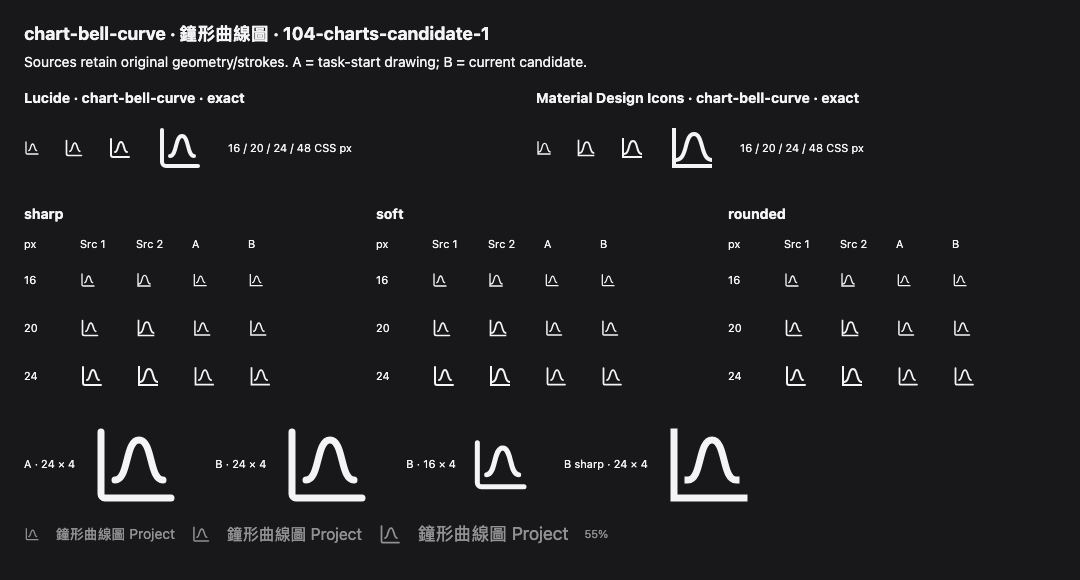 chart-bell-curve · 鐘形曲線圖 · 104-charts-candidate-1
Sources retain original geometry/strokes. A = task-start drawing; B = current candidate.
Lucide · chart-bell-curve · exact
16 / 20 / 24 / 48 CSS px
Material Design Icons · chart-bell-curve · exact
16 / 20 / 24 / 48 CSS px
sharp
px Src 1 Src 2 A B
16
20
24
soft
px Src 1 Src 2 A B
16
20
24
rounded
px Src 1 Src 2 A B
16
20
24
A · 24 × 4
B · 24 × 4
B · 16 × 4
B sharp · 24 × 4
鐘形曲線圖 Project
鐘形曲線圖 Project
鐘形曲線圖 Project
55%